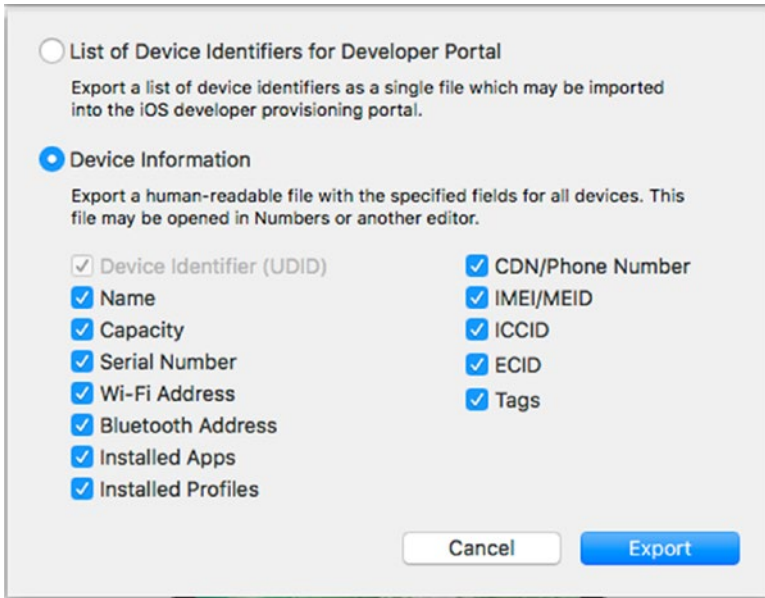 List of Device Identifiers for Developer Portal
Export a list of device identifiers as a single file which may be imported
into the iOS developer provisioning portal.
Device Information
Export a human-readable file with the specified fields for all devices. This
file may be opened in Numbers or another editor.
Device Identifier (UDID)
Name
Capacity
Serial Number
Wi-Fi Address
Bluetooth Address
Installed Apps
Installed Profiles
CDN/Phone Number
IMEI/MEID
ICCID
ECID
Tags
Cancel
Export